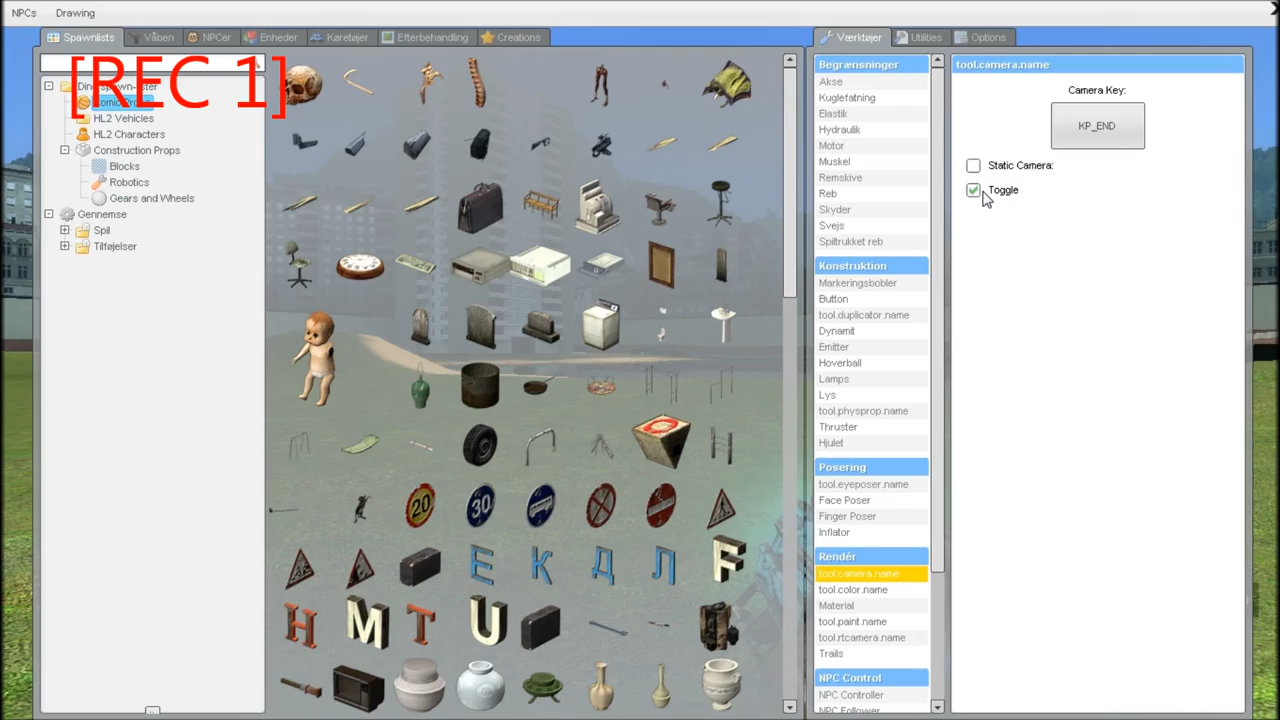 NPCs Drawing
Spawnlists Våben NPCer Enheder Køretøjer Efterbehandling Creations
Værktøjer Utilities Options
[REC 1]
HL2 Vehicles
HL2 Characters
Construction Props
Blocks
Robotics
Gears and Wheels
Gennemse
Spil
Tilføjelser
20
30
E К Д Л F
H M T U
Begrænsninger
Akse
Kuglefatning
Elastik
Hydraulik
Motor
Muskel
Remskive
Reb
Skyder
Svejs
Spiltrukket reb
Konstruktion
Markeringsbobler
Button
tool.duplicator.name
Dynamit
Emitter
Hoverball
Lamps
Lys
tool.physprop.name
Thruster
Hjulet
Posering
tool.eyeposer.name
Face Poser
Finger Poser
Inflator
Rendér
tool.camera.name
tool.color.name
Material
tool.paint.name
tool.rtcamera.name
Trails
NPC Control
NPC Controller
NPC Follower
tool.camera.name
Camera Key:
KP_END
Static Camera:
Toggle